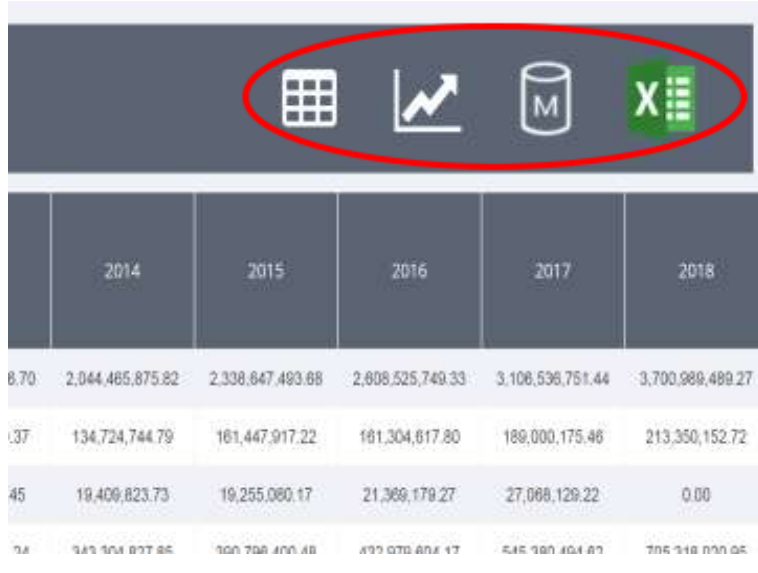 M
X
2014 2015 2016 2017 2018
2,044,465,875.82 2,338,647,493.68 2,608,525,749.33 3,106,536,751.44 3,700,989,489.27
.37 134,724,744.79 161,447,917.22 161,304,617.80 189,000,175.46 213,350,152.72
45 19,409,823.73 19,255,060.17 21,369,179.27 27,068,129.22 0.00